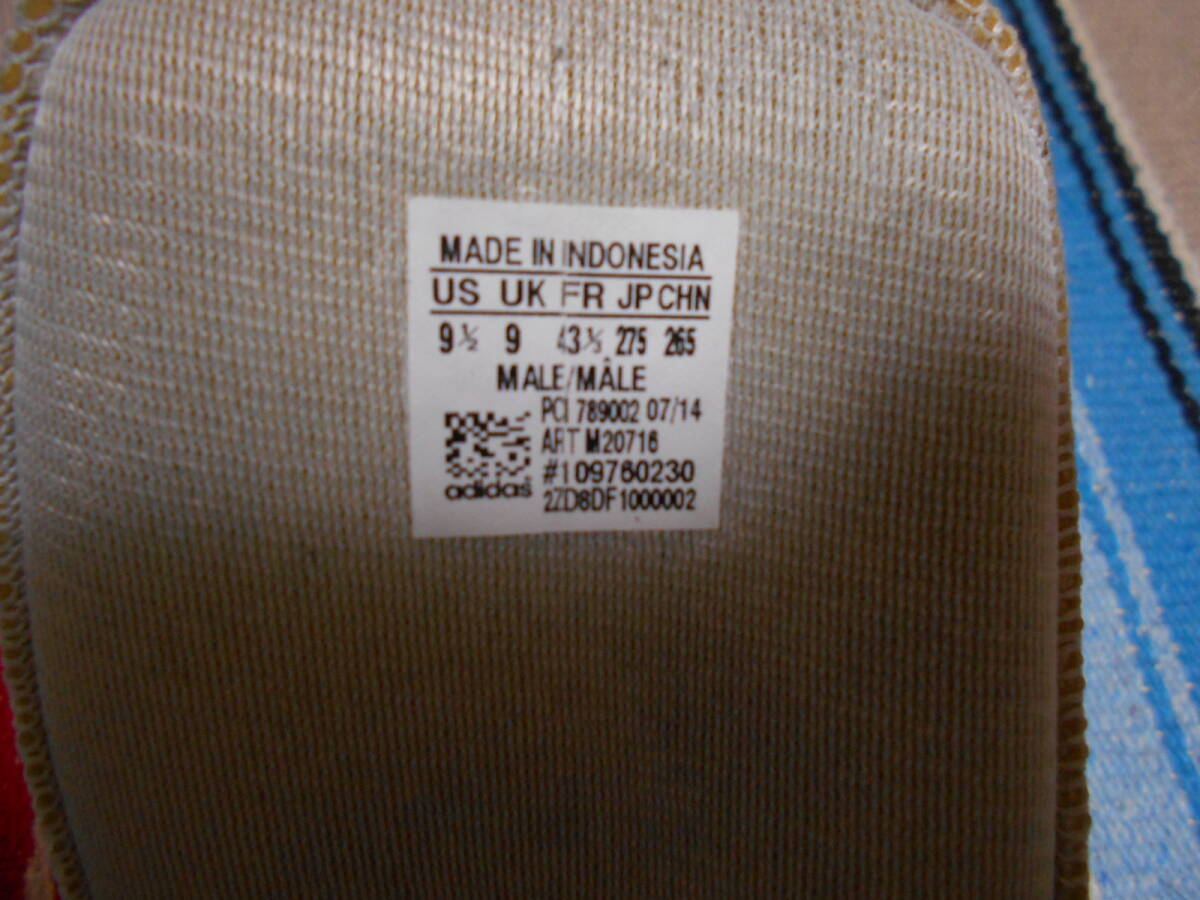 MADE IN INDONESIA
US UK FR JP CHN
9½ 9 43⅓ 275 265
MALE/MÂLE
PCI 789002 07/14
ART M20716
#109760230
adidas 2ZD8DF1000002